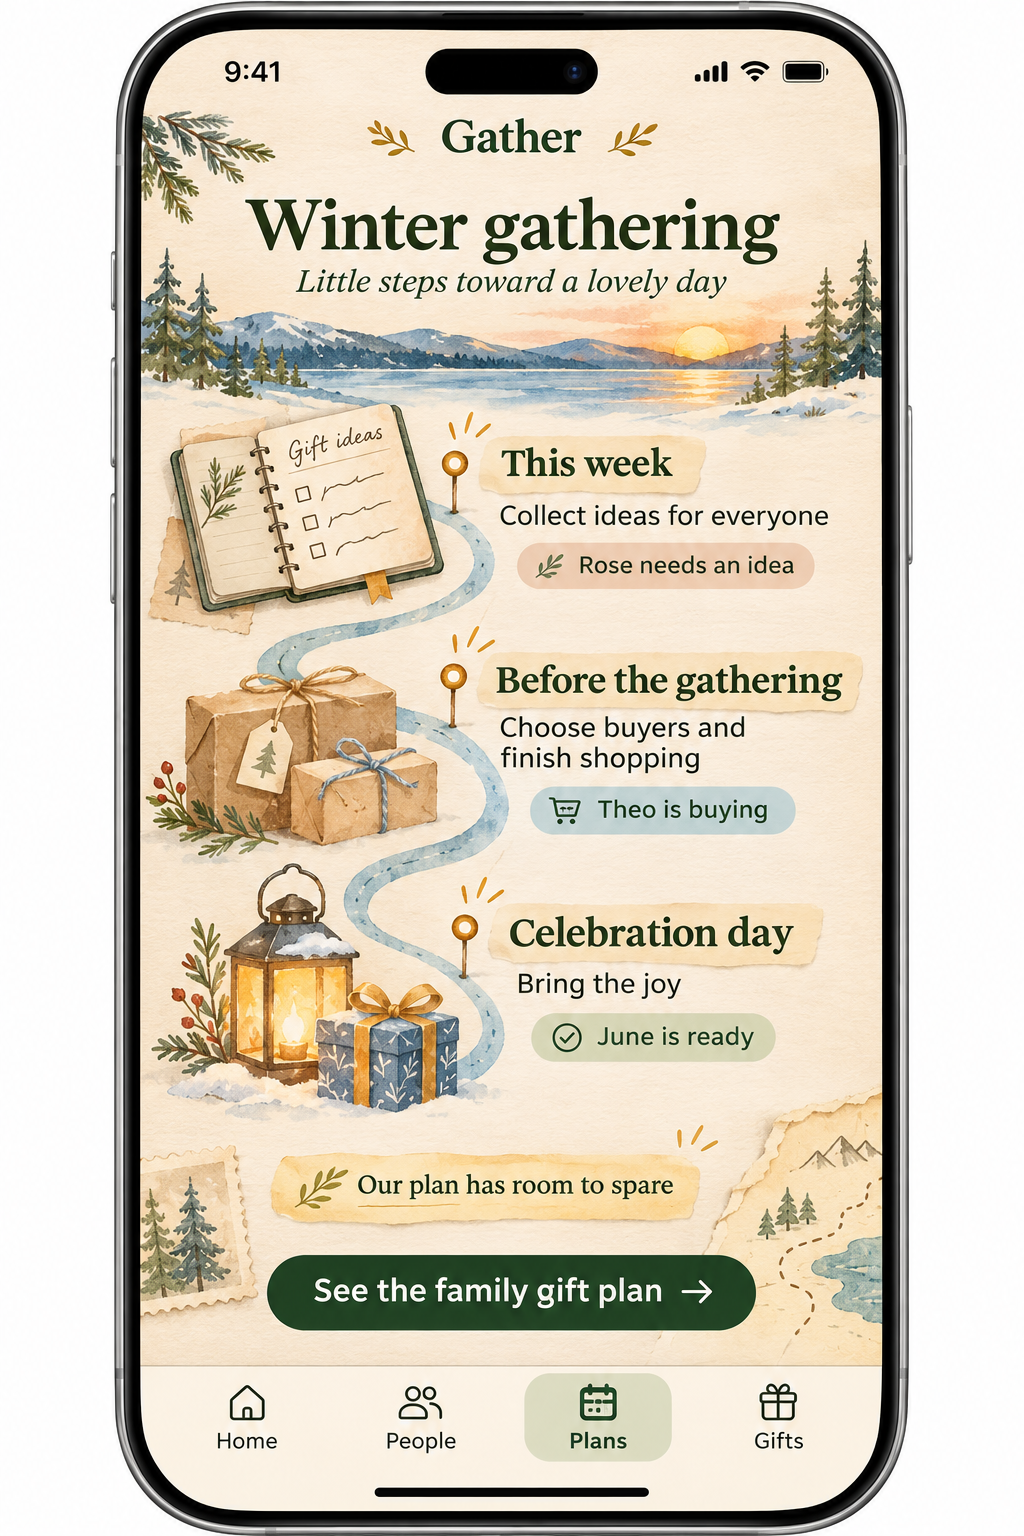 9:41
Gather
Winter gathering
Little steps toward a lovely day
Gift ideas
This week
Collect ideas for everyone
Rose needs an idea
Before the gathering
Choose buyers and
finish shopping
Theo is buying
Celebration day
Bring the joy
June is ready
Our plan has room to spare
See the family gift plan →
Home
People
Plans
Gifts